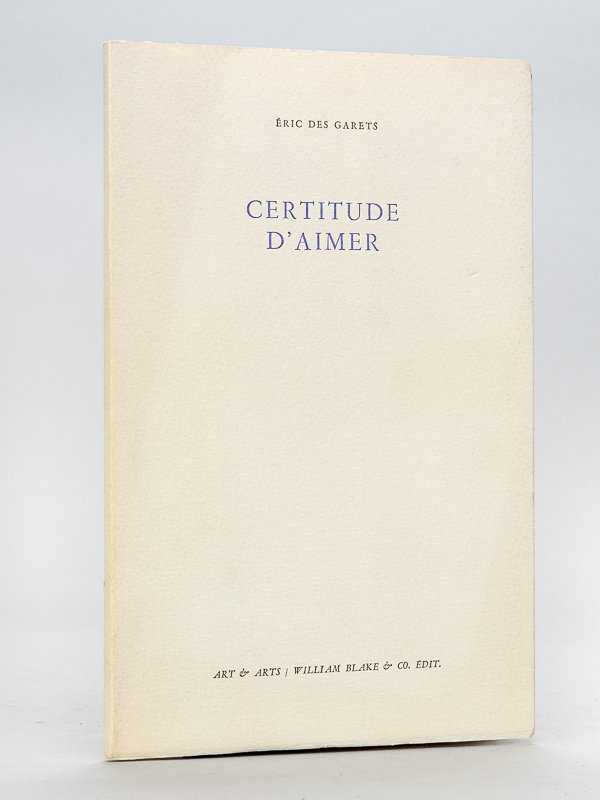 ÉRIC DES GARETS
CERTITUDE
D'AIMER
ART & ARTS / WILLIAM BLAKE & CO. ÉDIT.